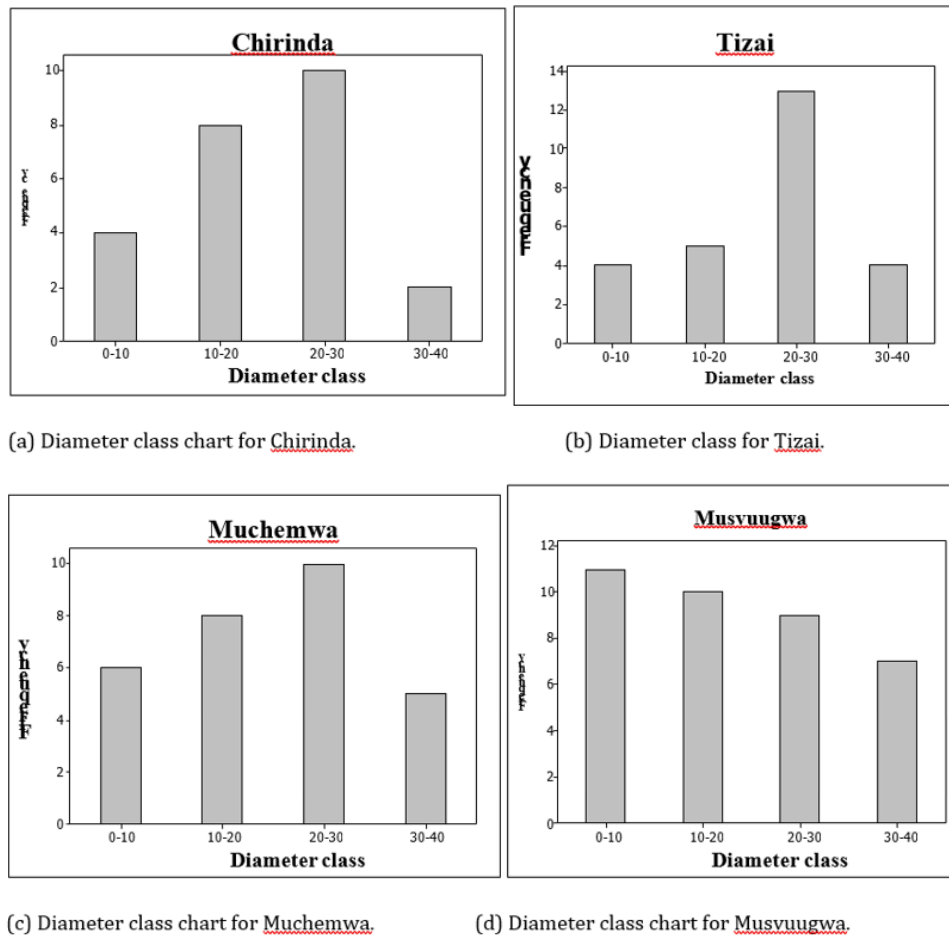 Chirinda
10
8
6
4
2
0
0-10 10-20 20-30 30-40
Diameter class
Tizai
Frequency
14
12
10
8
6
4
2
0
0-10 10-20 20-30 30-40
Diameter class
(a) Diameter class chart for Chirinda.
(b) Diameter class for Tizai.
Muchemwa
10
8
6
4
2
0
0-10 10-20 20-30 30-40
Diameter class
Musvuugwa
12
10
8
6
4
2
0
0-10 10-20 20-30 30-40
Diameter class
(c) Diameter class chart for Muchemwa.
(d) Diameter class chart for Musvuugwa.